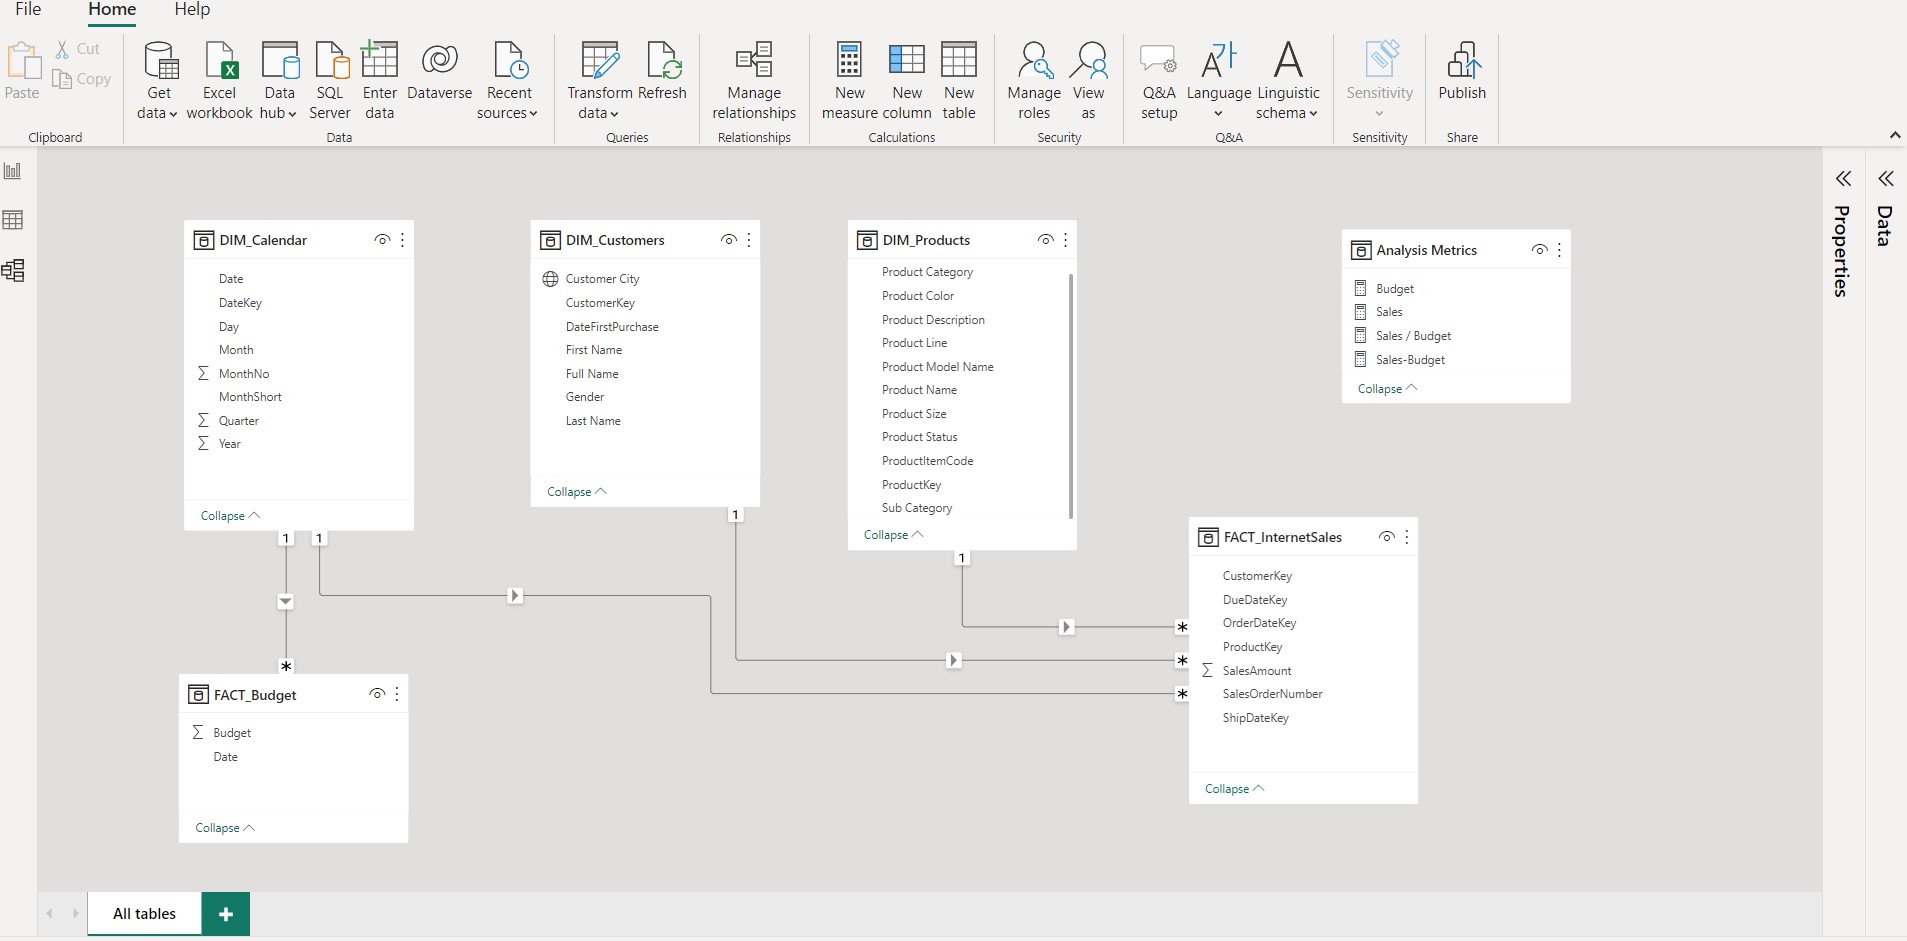 File Home Help
Paste
Cut
Copy
Get data
Excel workbook
Data hub
SQL Server
Enter data
Dataverse
Recent sources
Transform data
Refresh
Manage relationships
New measure
New column
New table
Manage roles
View as
Q&A setup
Language
Linguistic schema
Sensitivity
Publish
Clipboard
Data
Queries
Relationships
Calculations
Security
Q&A
Sensitivity
Share
DIM_Calendar
Date
DateKey
Day
Month
MonthNo
MonthShort
Quarter
Year
Collapse
DIM_Customers
Customer City
CustomerKey
DateFirstPurchase
First Name
Full Name
Gender
Last Name
Collapse
DIM_Products
Product Category
Product Color
Product Description
Product Line
Product Model Name
Product Name
Product Size
Product Status
ProductItemCode
ProductKey
Sub Category
Collapse
Analysis Metrics
Budget
Sales
Sales / Budget
Sales-Budget
Collapse
Properties
Data
1
1
1
1
*
*
*
*
FACT_Budget
Budget
Date
Collapse
FACT_InternetSales
CustomerKey
DueDateKey
OrderDateKey
ProductKey
SalesAmount
SalesOrderNumber
ShipDateKey
Collapse
All tables